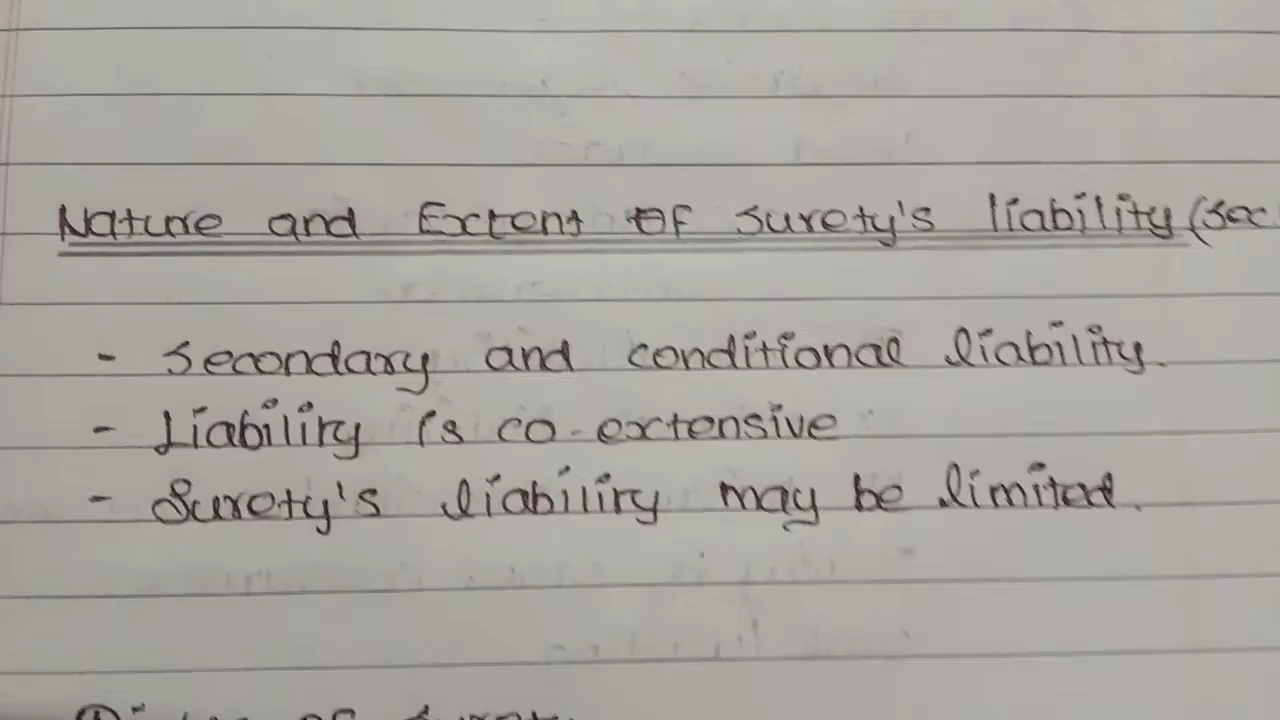 Nature and Extent of Surety's liability (Sec
- Secondary and conditional liability.
- Liability is co-extensive
- Surety's liability may be limited.